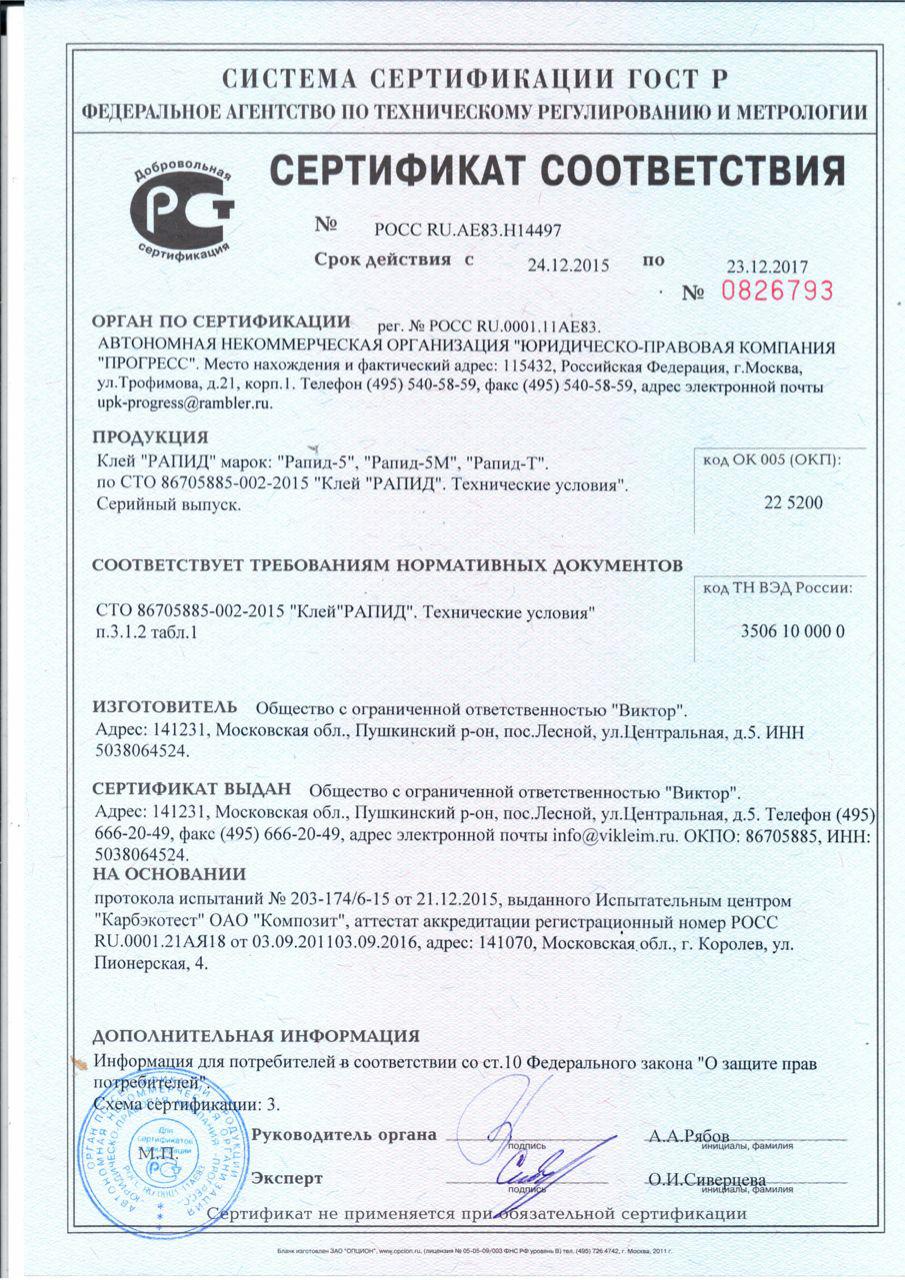 СИСТЕМА СЕРТИФИКАЦИИ ГОСТ Р
ФЕДЕРАЛЬНОЕ АГЕНТСТВО ПО ТЕХНИЧЕСКОМУ РЕГУЛИРОВАНИЮ И МЕТРОЛОГИИ
Добровольная
РСТ
сертификация
СЕРТИФИКАТ СООТВЕТСТВИЯ
№ РОСС RU.АЕ83.Н14497
Срок действия с 24.12.2015 по 23.12.2017
№ 0826793
ОРГАН ПО СЕРТИФИКАЦИИ рег. № РОСС RU.0001.11АЕ83.
АВТОНОМНАЯ НЕКОММЕРЧЕСКАЯ ОРГАНИЗАЦИЯ "ЮРИДИЧЕСКО-ПРАВОВАЯ КОМПАНИЯ
"ПРОГРЕСС". Место нахождения и фактический адрес: 115432, Российская Федерация, г.Москва,
ул.Трофимова, д.21, корп.1. Телефон (495) 540-58-59, факс (495) 540-58-59, адрес электронной почты
upk-progress@rambler.ru.
ПРОДУКЦИЯ
Клей "РАПИД" марок: "Рапид-5", "Рапид-5М", "Рапид-Т".
по СТО 86705885-002-2015 "Клей "РАПИД". Технические условия".
Серийный выпуск.
код ОК 005 (ОКП):
22 5200
СООТВЕТСТВУЕТ ТРЕБОВАНИЯМ НОРМАТИВНЫХ ДОКУМЕНТОВ
СТО 86705885-002-2015 "Клей"РАПИД". Технические условия"
п.3.1.2 табл.1
код ТН ВЭД России:
3506 10 000 0
ИЗГОТОВИТЕЛЬ Общество с ограниченной ответственностью "Виктор".
Адрес: 141231, Московская обл., Пушкинский р-он, пос.Лесной, ул.Центральная, д.5. ИНН
5038064524.
СЕРТИФИКАТ ВЫДАН Общество с ограниченной ответственностью "Виктор".
Адрес: 141231, Московская обл., Пушкинский р-он, пос.Лесной, ул.Центральная, д.5. Телефон (495)
666-20-49, факс (495) 666-20-49, адрес электронной почты info@vikleim.ru. ОКПО: 86705885, ИНН:
5038064524.
НА ОСНОВАНИИ
протокола испытаний № 203-174/6-15 от 21.12.2015, выданного Испытательным центром
"Карбэкотест" ОАО "Композит", аттестат аккредитации регистрационный номер РОСС
RU.0001.21АЯ18 от 03.09.201103.09.2016, адрес: 141070, Московская обл., г. Королев, ул.
Пионерская, 4.
ДОПОЛНИТЕЛЬНАЯ ИНФОРМАЦИЯ
Информация для потребителей в соответствии со ст.10 Федерального закона "О защите прав
потребителей".
Схема сертификации: 3.
Руководитель органа А.А.Рябов
подпись инициалы, фамилия
М.П.
Эксперт О.И.Сиверцева
подпись инициалы, фамилия
Сертификат не применяется при обязательной сертификации
Бланк изготовлен ЗАО "ОПЦИОН", www.opcion.ru, (лицензия № 05-05-09/003 ФНС РФ уровень В) тел. (495) 726 4742, г. Москва, 2011 г.